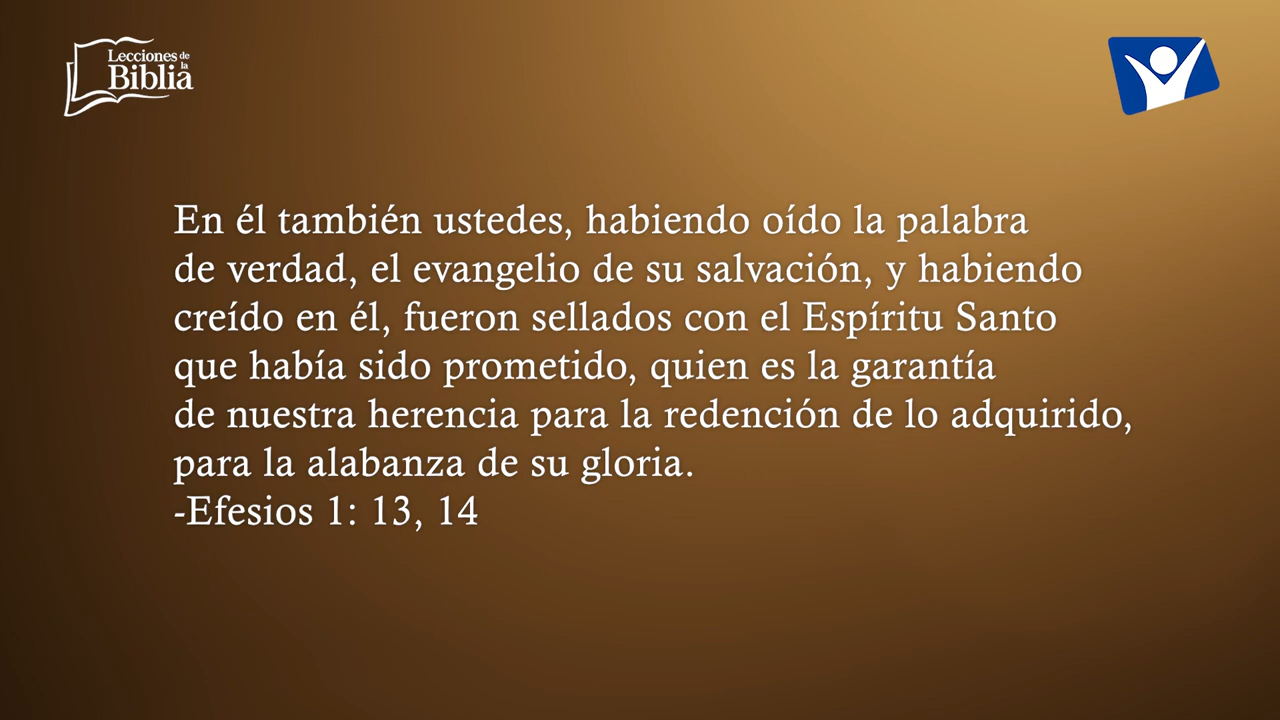 Lecciones de
la
Biblia
En él también ustedes, habiendo oído la palabra
de verdad, el evangelio de su salvación, y habiendo
creído en él, fueron sellados con el Espíritu Santo
que había sido prometido, quien es la garantía
de nuestra herencia para la redención de lo adquirido,
para la alabanza de su gloria.
-Efesios 1: 13, 14